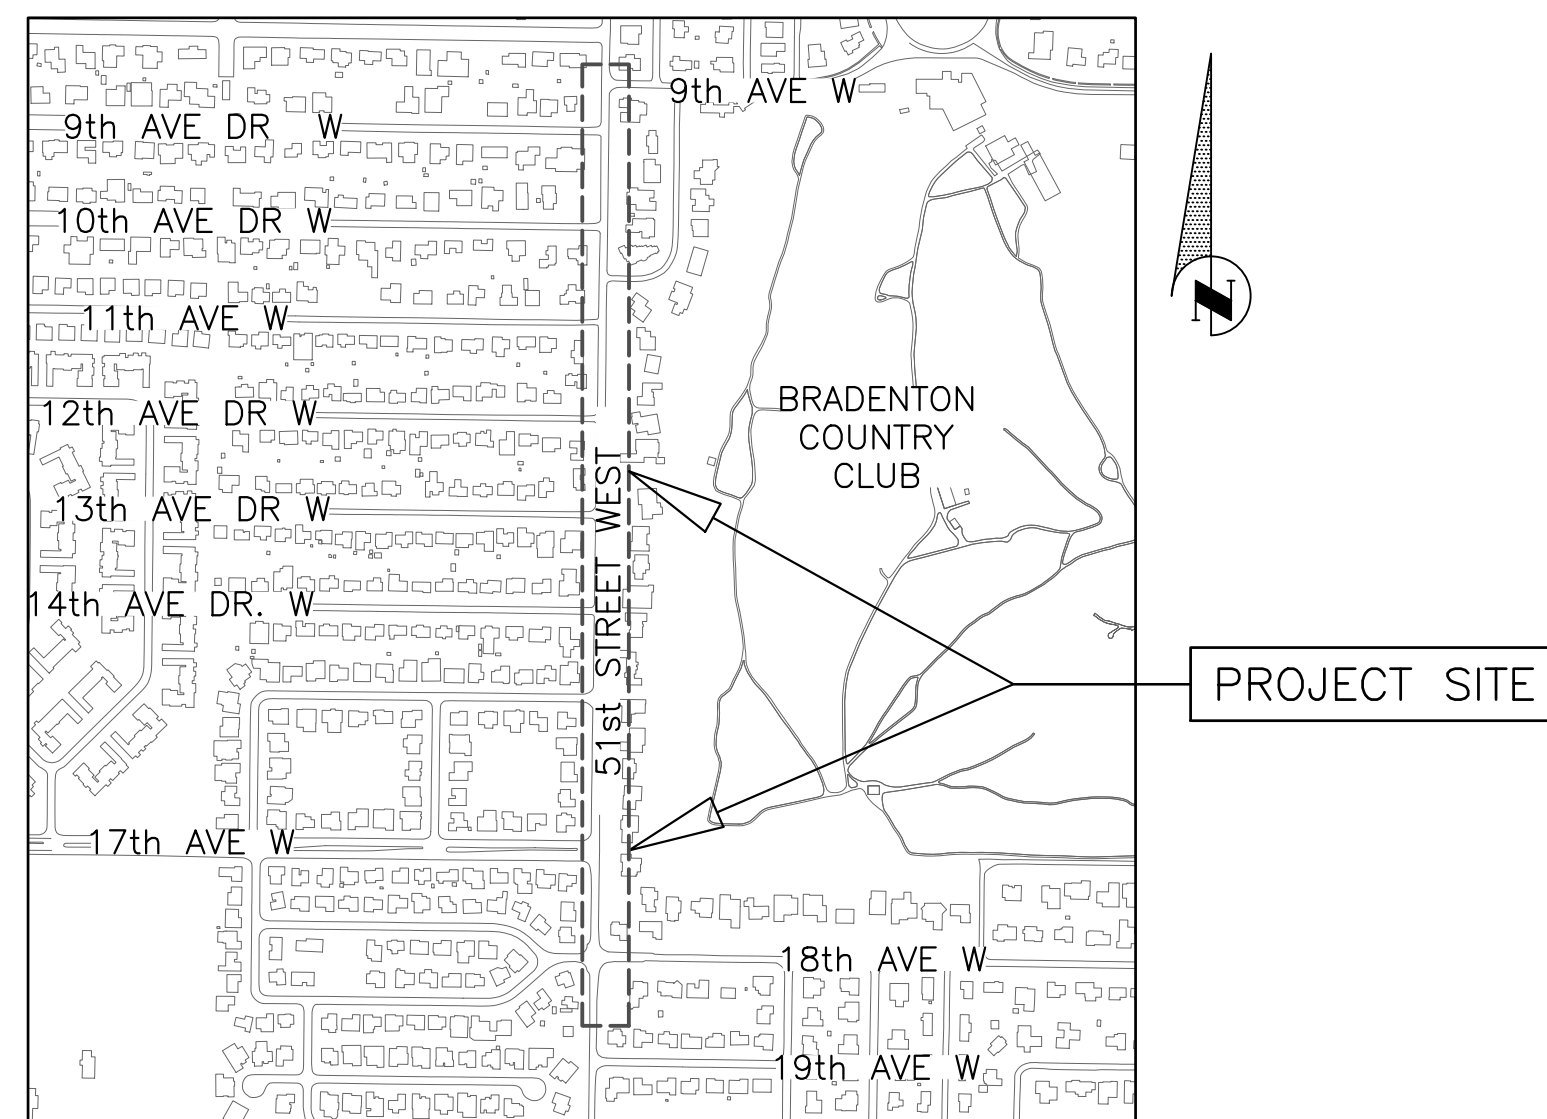 9th AVE W
9th AVE DR W
10th AVE DR W
11th AVE W
12th AVE DR W
BRADENTON
COUNTRY
CLUB
13th AVE DR W
14th AVE DR. W
51st STREET WEST
PROJECT SITE
17th AVE W
18th AVE W
19th AVE W
N